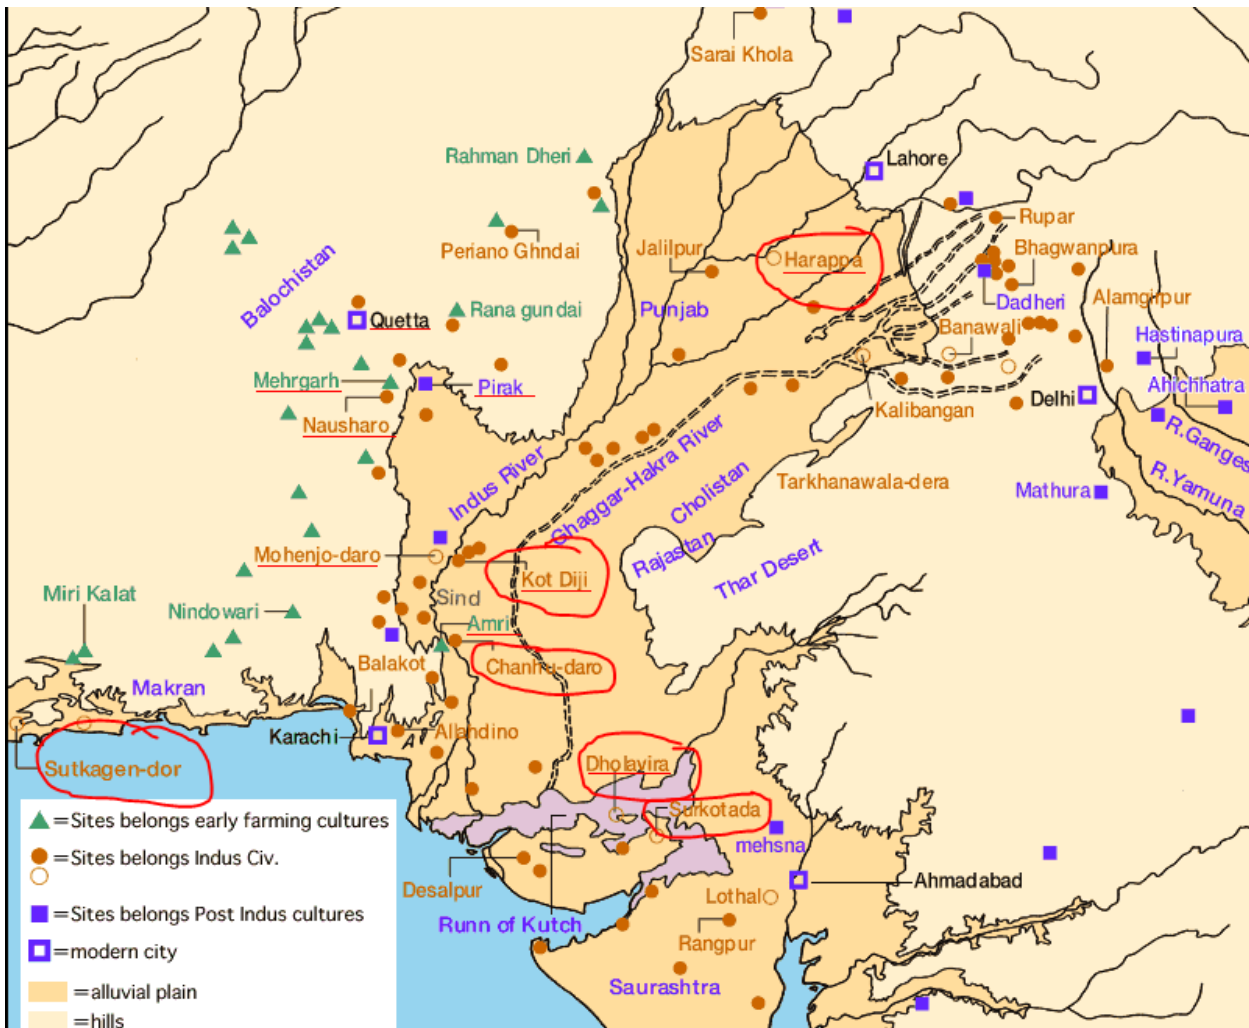 Sarai Khola
Lahore
Rahman Dheri
Rupar
Periano Ghndai
Jalilpur
Harappa
Bhagwanpura
Balochistan
Dadheri
Alamgirpur
Quetta
Rana gundai
Punjab
Banawali
Hastinapura
Mehrgarh
Pirak
Ahichhatra
Nausharo
Kalibangan
Delhi
R.Ganges
Indus River
Ghaggar-Hakra River
Cholistan
Tarkhanawala-dera
Mathura
R.Yamuna
Mohenjo-daro
Kot Diji
Rajastan
Thar Desert
Miri Kalat
Nindowari
Sind
Amri
Balakot
Chanhu-daro
Makran
Karachi
Allahdino
Sutkagen-dor
Dholavira
Surkotada
mehsna
Desalpur
Lothal
Ahmadabad
Runn of Kutch
Rangpur
Saurashtra
=Sites belongs early farming cultures
=Sites belongs Indus Civ.
=Sites belongs Post Indus cultures
=modern city
=alluvial plain
=hills